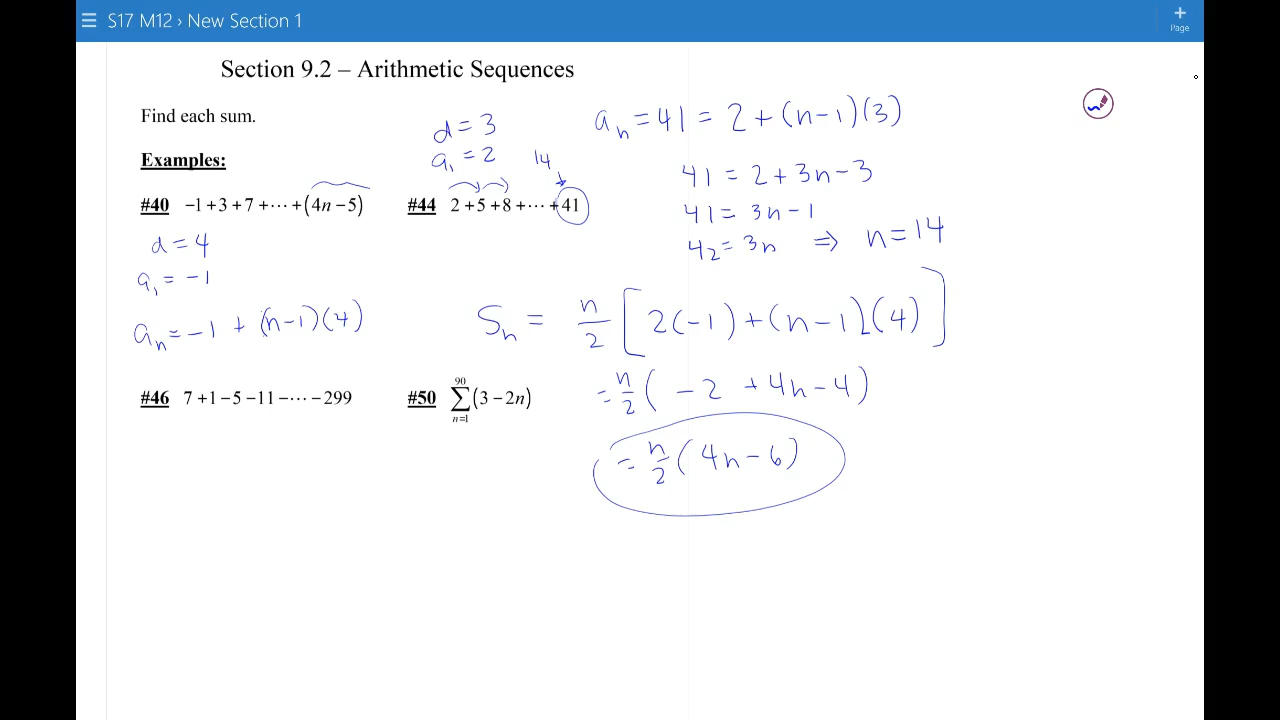 S17 M12 › New Section 1
+
Page
Section 9.2 – Arithmetic Sequences
Find each sum.
Examples:
#40 −1 + 3 + 7 + ⋯ + (4n − 5)
d = 4
a₁ = −1
aₙ = −1 + (n−1)(4)
d = 3
a₁ = 2
14
#44 2 + 5 + 8 + ⋯ + 41
aₙ = 41 = 2 + (n−1)(3)
41 = 2 + 3n − 3
41 = 3n − 1
42 = 3n ⇒ n = 14
Sₙ = n/2 [2(−1) + (n−1)(4)]
= n/2 (−2 + 4n − 4)
= n/2 (4n − 6)
#46 7 + 1 − 5 − 11 − ⋯ − 299
#50 ∑_{n=1}^{90} (3 − 2n)